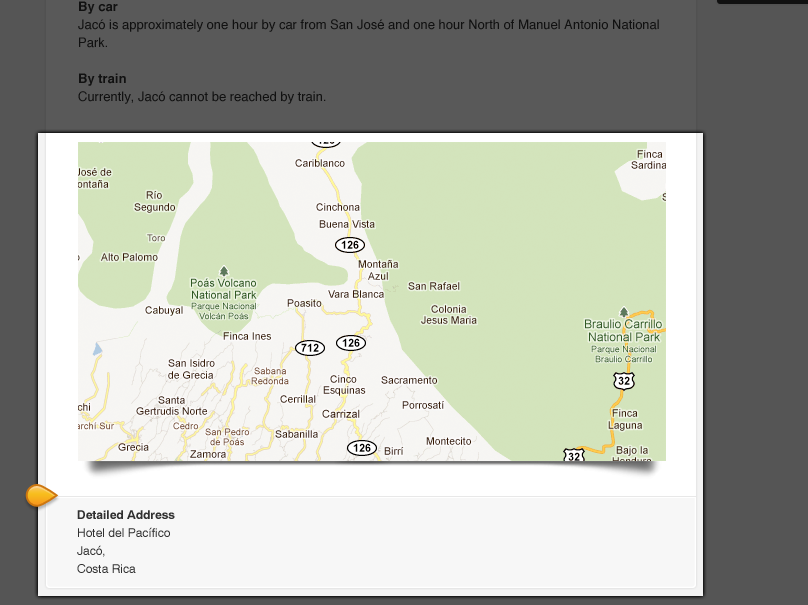 By car
Jacò is approximately one hour by car from San José and one hour North of Manuel Antonio National
Park.
By train
Currently, Jacó cannot be reached by train.
Cariblanco
Finca
Sardina
José de
ontaña
Río
Segundo
Cinchona
Buena Vista
Toro
126
Alto Palomo
Montaña
Azul
Poás Volcano
National Park
Parque Nacional
Volcán Poás
San Rafael
Vara Blanca
Poasito
Colonia
Jesus Maria
Cabuyal
Braulio Carrillo
National Park
Parque Nacional
Braulio Carrillo
Finca Ines
712
126
San Isidro
de Grecia
Sabana
Redonda
Cinco
Esquinas
Sacramento
32
Santa
Gertrudis Norte
Cerrillal
Porrosatí
chi
Carrizal
Finca
Laguna
archí Sur
Cedro
San Pedro
de Poás
Sabanilla
Montecito
Grecia
Zamora
126
Birrí
32
Bajo la
Detailed Address
Hotel del Pacífico
Jacó,
Costa Rica